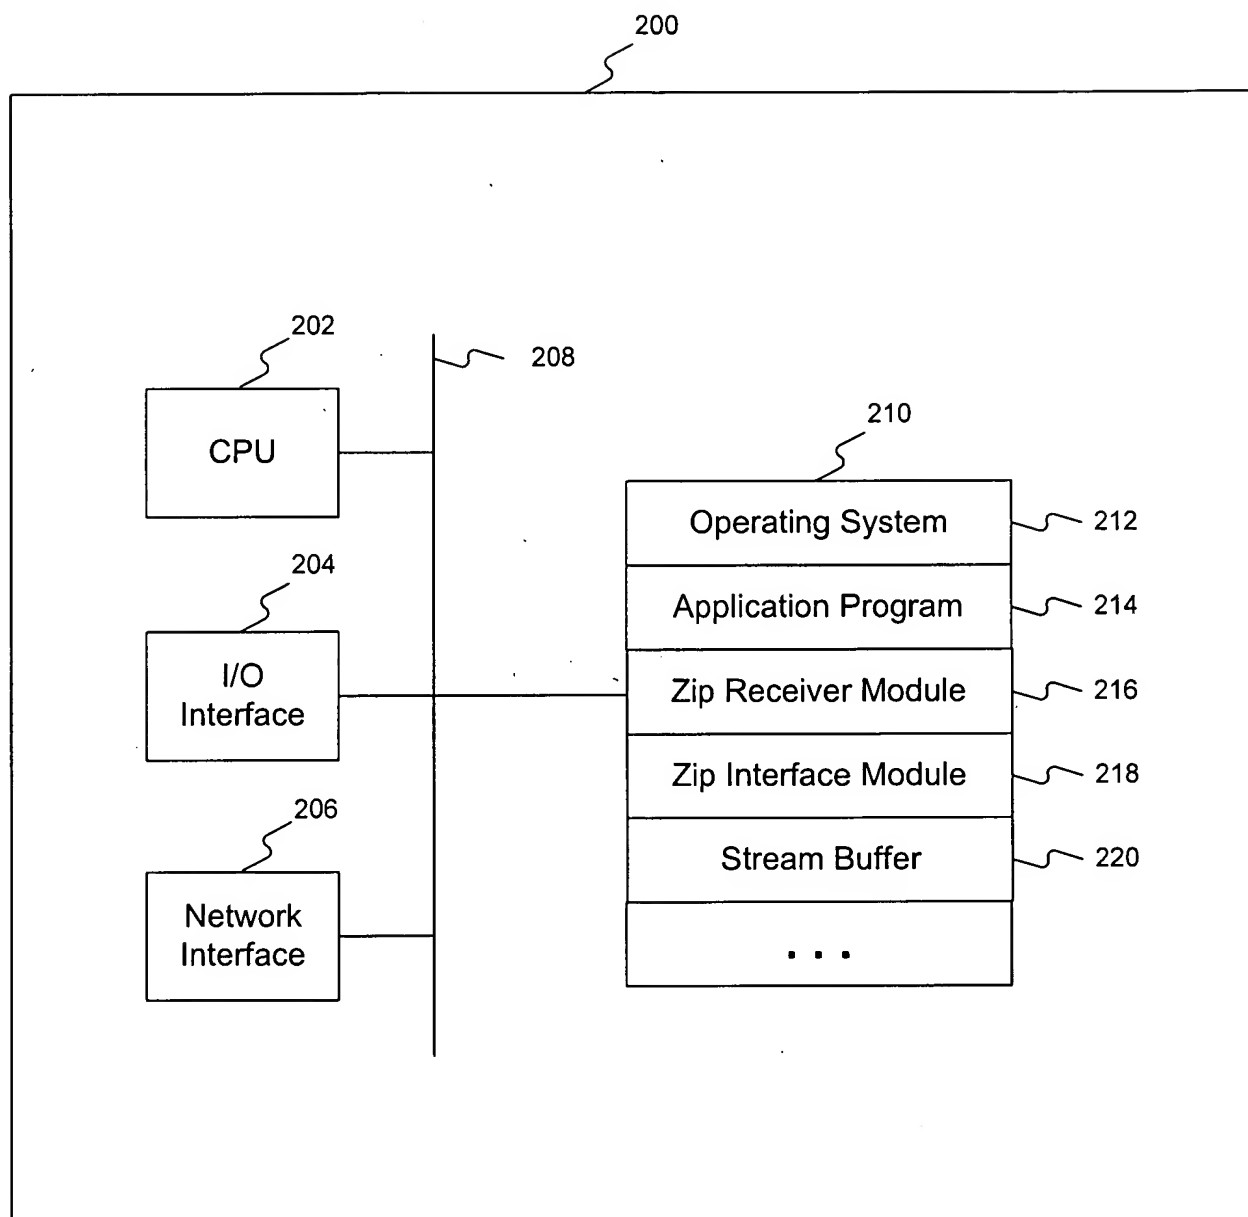 200
202
208
CPU
210
Operating System
212
204
Application Program
214
I/O
Interface
Zip Receiver Module
216
Zip Interface Module
218
206
Stream Buffer
220
Network
Interface
. . .